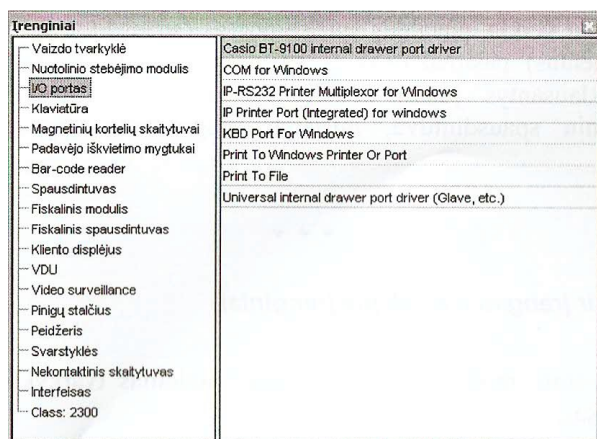 Įrenginiai
Vaizdo tvarkyklė
Nuotolinio stebėjimo modulis
I/O portas
Klaviatūra
Magnetinių kortelių skaitytuvai
Padavėjo iškvietimo mygtukai
Bar-code reader
Spausdintuvas
Fiskalinis modulis
Fiskalinis spausdintuvas
Kliento displėjus
VDU
Video surveillance
Pinigų stalčius
Peidžeris
Svarstyklės
Nekontaktinis skaitytuvas
Interfeisas
Class: 2300
Casio BT-9100 internal drawer port driver
COM for Windows
IP-RS232 Printer Multiplexor for Windows
IP Printer Port (Integrated) for windows
KBD Port For Windows
Print To Windows Printer Or Port
Print To File
Universal internal drawer port driver (Glave, etc.)